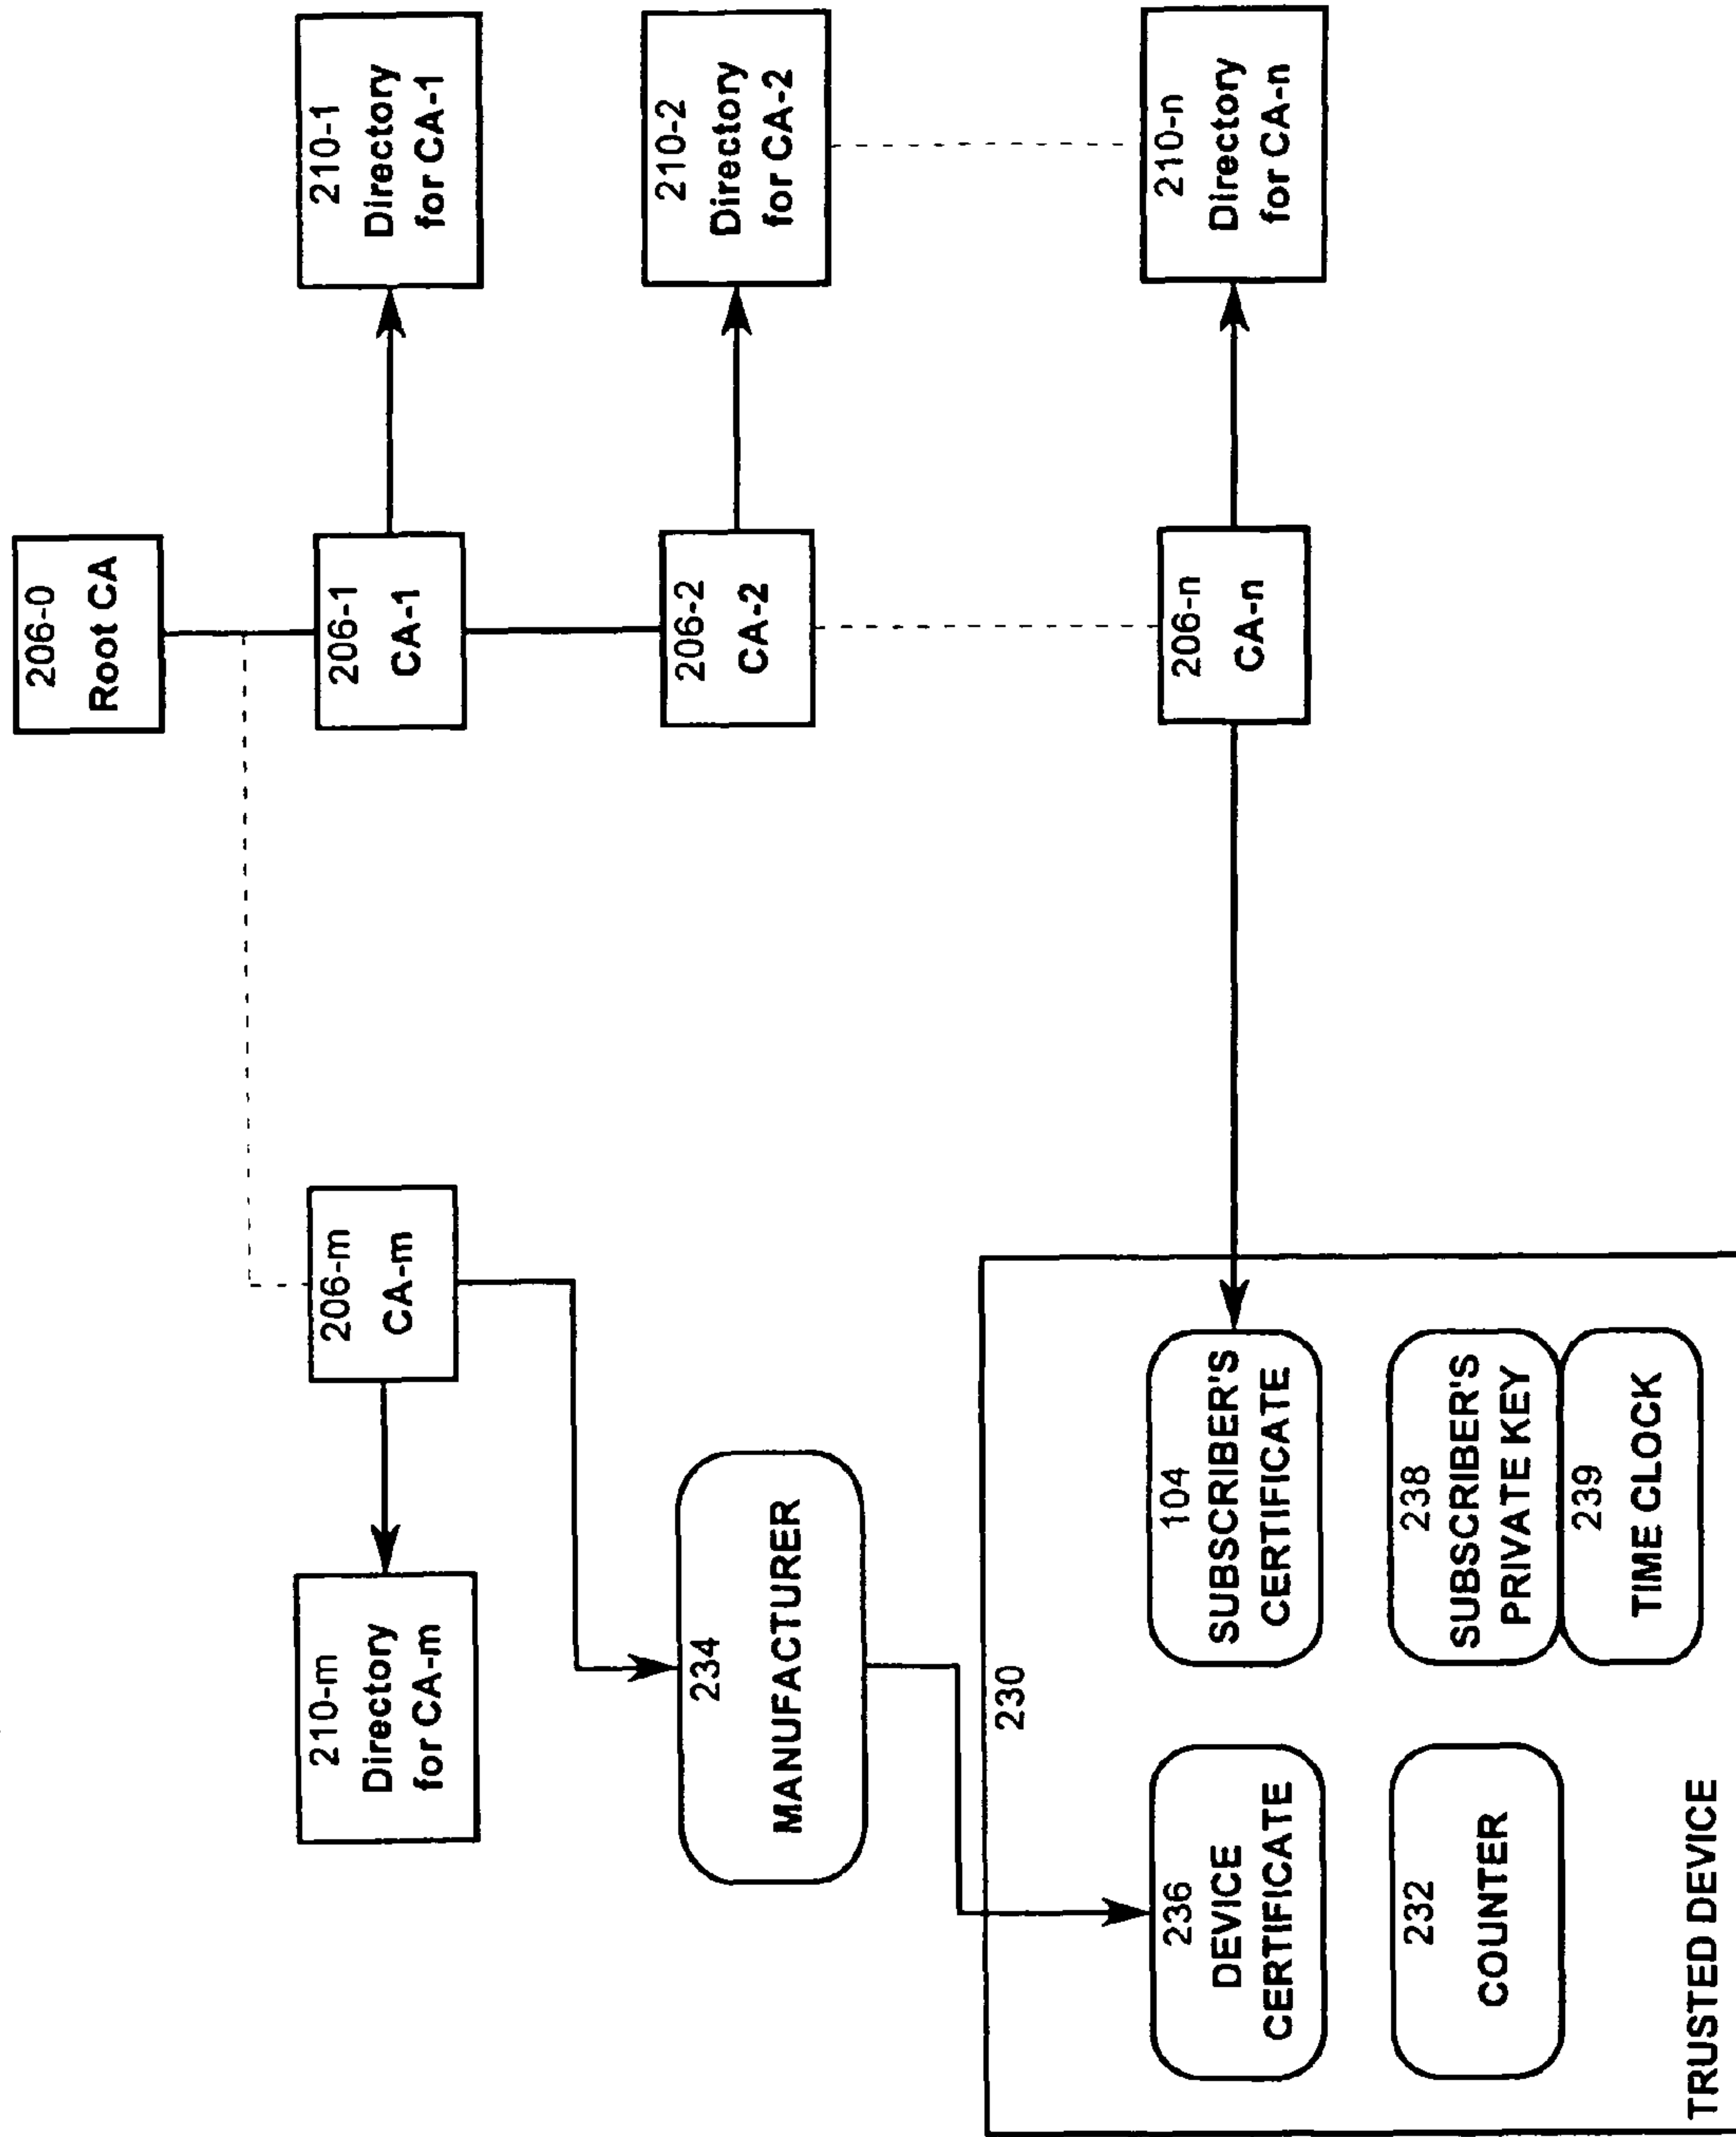 206-0
Root CA
206-1
CA-1
210-1
Directory
for CA-1
206-2
CA-2
210-2
Directory
for CA-2
206-n
CA-n
210-n
Directory
for CA-n
206-m
CA-m
210-m
Directory
for CA-m
234
MANUFACTURER
230
236
DEVICE
CERTIFICATE
104
SUBSCRIBER'S
CERTIFICATE
232
COUNTER
238
SUBSCRIBER'S
PRIVATE KEY
239
TIME CLOCK
TRUSTED DEVICE